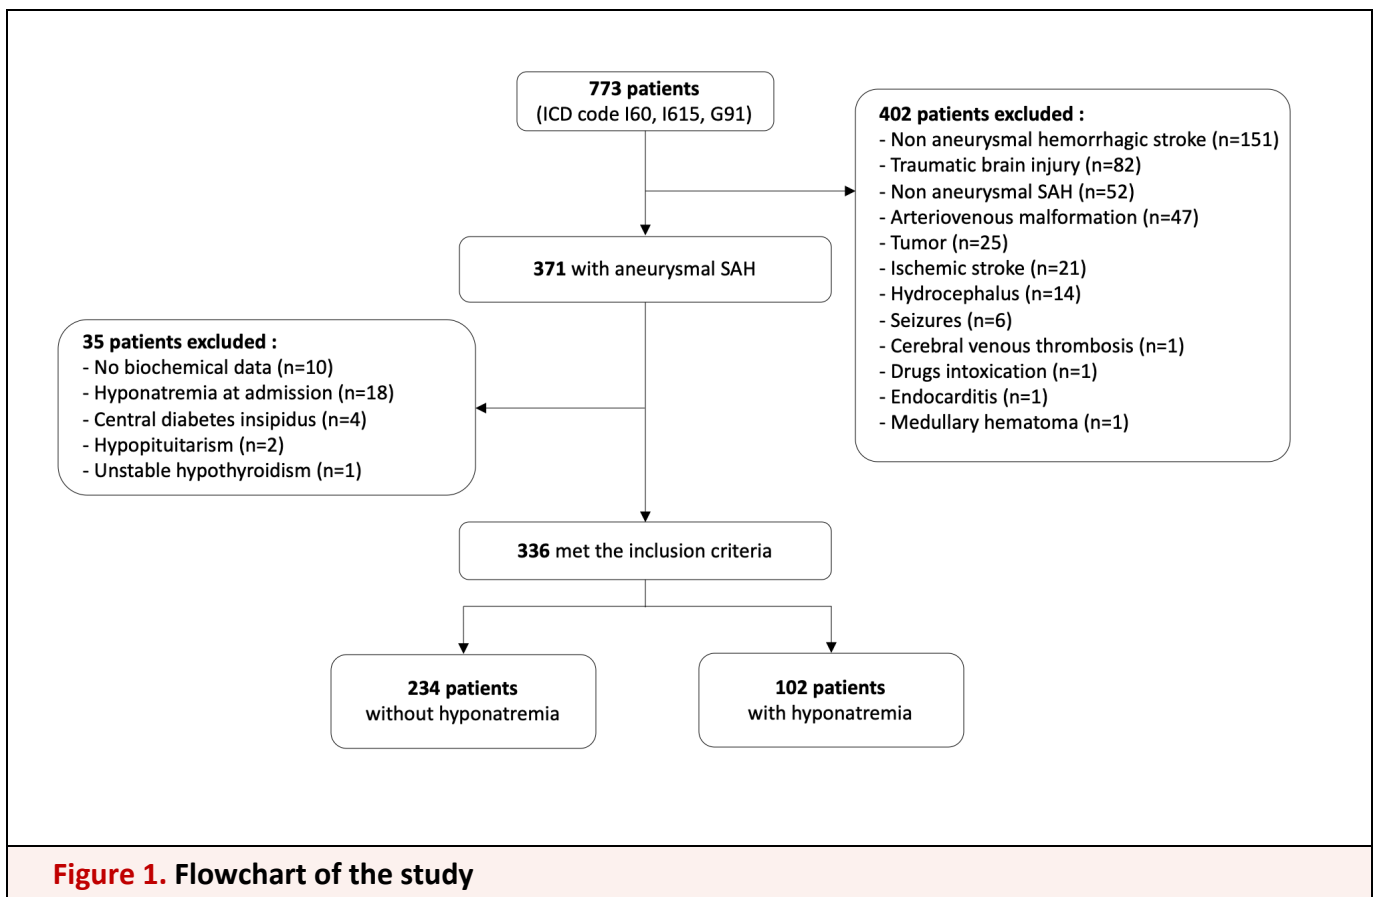 773 patients
(ICD code I60, I615, G91)
402 patients excluded :
- Non aneurysmal hemorrhagic stroke (n=151)
- Traumatic brain injury (n=82)
- Non aneurysmal SAH (n=52)
- Arteriovenous malformation (n=47)
- Tumor (n=25)
- Ischemic stroke (n=21)
- Hydrocephalus (n=14)
- Seizures (n=6)
- Cerebral venous thrombosis (n=1)
- Drugs intoxication (n=1)
- Endocarditis (n=1)
- Medullary hematoma (n=1)
371 with aneurysmal SAH
35 patients excluded :
- No biochemical data (n=10)
- Hyponatremia at admission (n=18)
- Central diabetes insipidus (n=4)
- Hypopituitarism (n=2)
- Unstable hypothyroidism (n=1)
336 met the inclusion criteria
234 patients
without hyponatremia
102 patients
with hyponatremia
Figure 1. Flowchart of the study